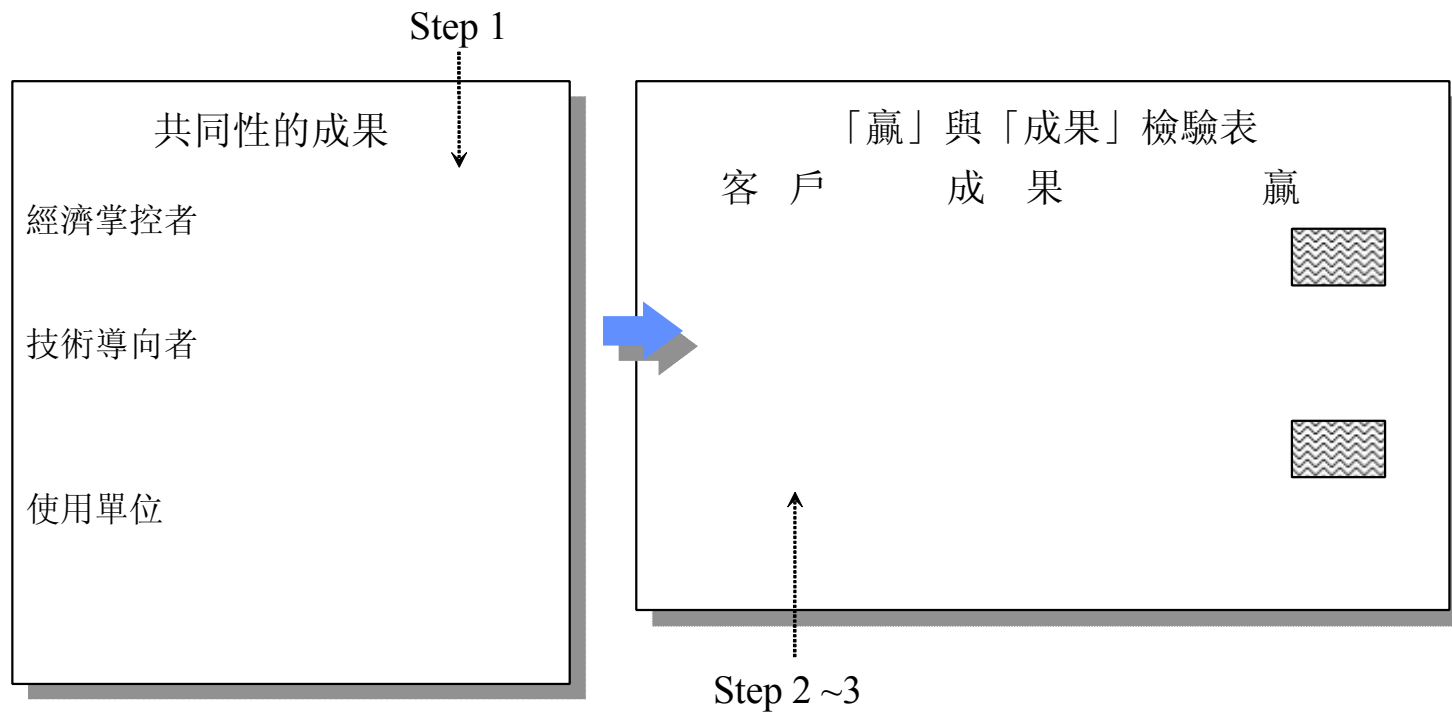 Step 1
共同性的成果
經濟掌控者
技術導向者
使用單位
「贏」與「成果」檢驗表
客 戶 成 果 贏
Step 2 ~3